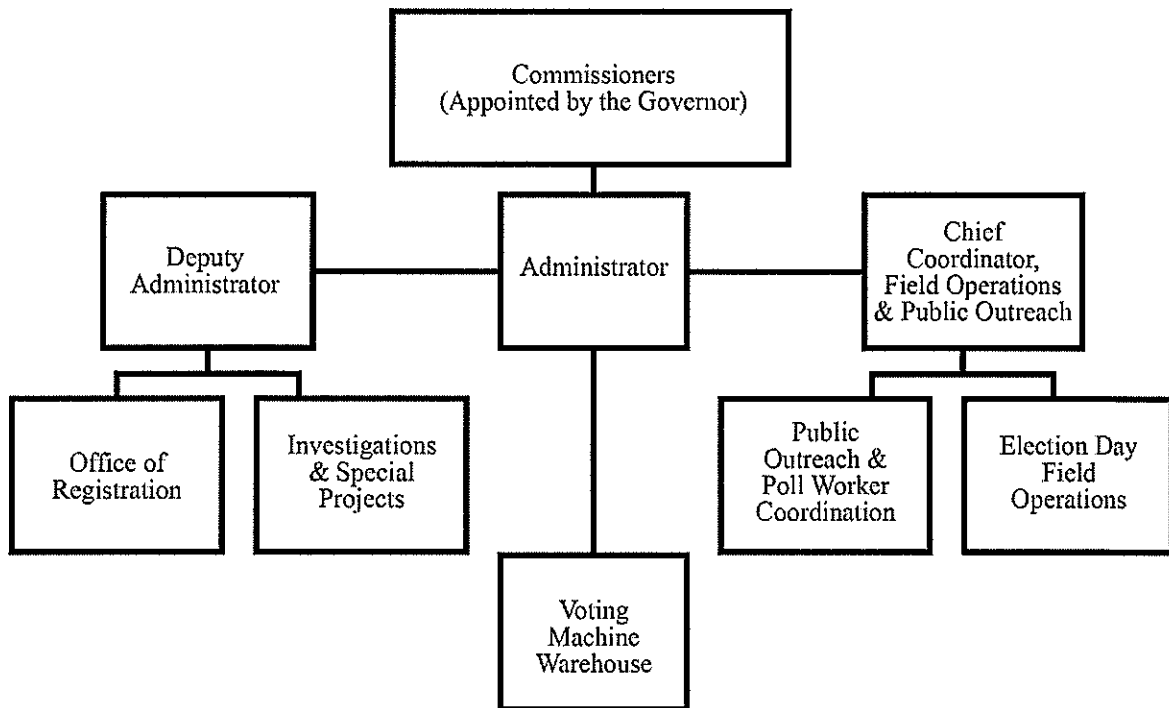 Commissioners
(Appointed by the Governor)
Deputy
Administrator
Administrator
Chief
Coordinator,
Field Operations
& Public Outreach
Office of
Registration
Investigations
& Special
Projects
Public
Outreach &
Poll Worker
Coordination
Election Day
Field
Operations
Voting
Machine
Warehouse